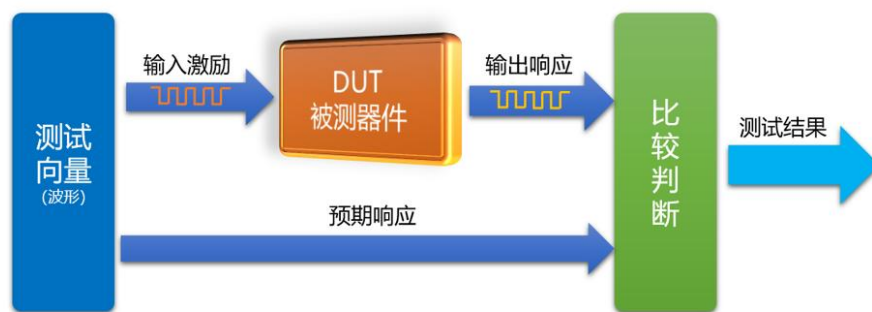 测试
向量
(波形)
输入激励
DUT
被测器件
输出响应
预期响应
比较判断
测试结果